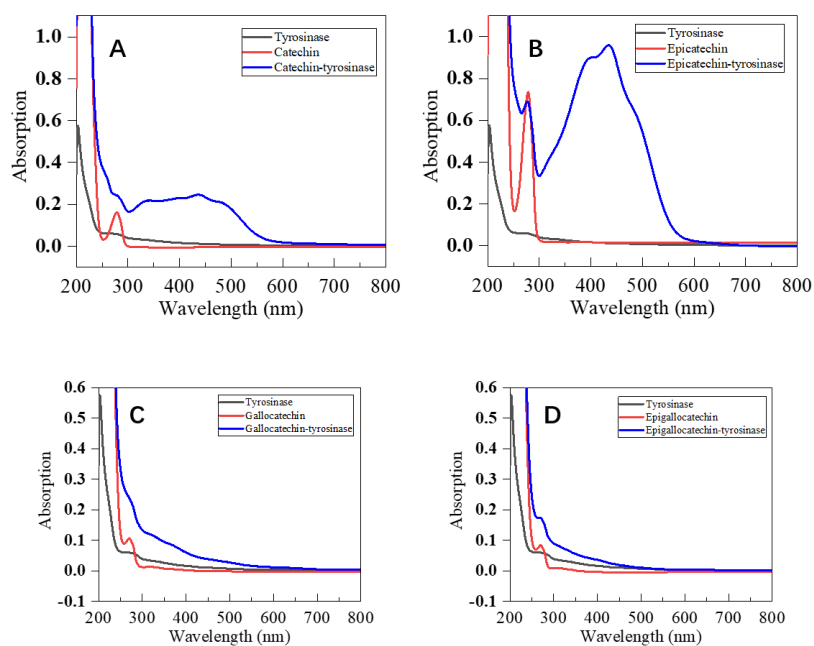 A
Tyrosinase
Catechin
Catechin-tyrosinase
1.0
0.8
0.6
0.4
0.2
0.0
Absorption
200 300 400 500 600 700 800
Wavelength (nm)
B
Tyrosinase
Epicatechin
Epicatechin-tyrosinase
1.0
0.8
0.6
0.4
0.2
0.0
Absorption
200 300 400 500 600 700 800
Wavelength (nm)
C
Tyrosinase
Gallocatechin
Gallocatechin-tyrosinase
0.6
0.5
0.4
0.3
0.2
0.1
0.0
-0.1
Absorption
200 300 400 500 600 700 800
Wavelength (nm)
D
Tyrosinase
Epigallocatechin
Epigallocatechin-tyrosinase
0.6
0.5
0.4
0.3
0.2
0.1
0.0
-0.1
Absorption
200 300 400 500 600 700 800
Wavelength (nm)